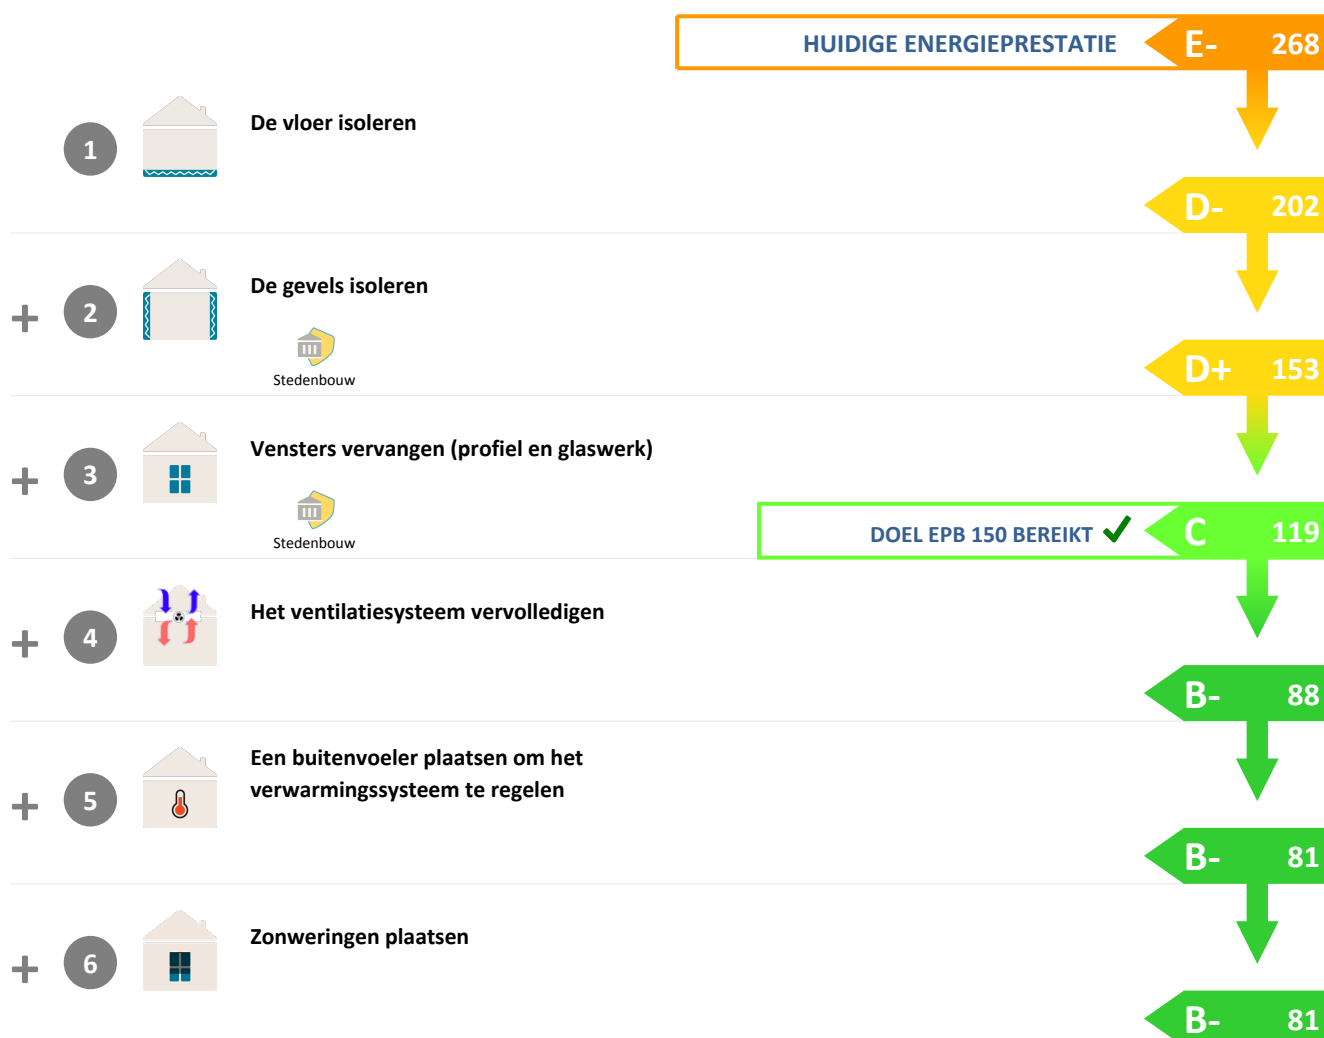 HUIDIGE ENERGIEPRESTATIE E- 268
1 De vloer isoleren
D- 202
+ 2 De gevels isoleren
Stedenbouw
D+ 153
+ 3 Vensters vervangen (profiel en glaswerk)
Stedenbouw
DOEL EPB 150 BEREIKT ✓ C 119
+ 4 Het ventilatiesysteem vervolledigen
B- 88
+ 5 Een buitenvoeler plaatsen om het
verwarmingssysteem te regelen
B- 81
+ 6 Zonweringen plaatsen
B- 81